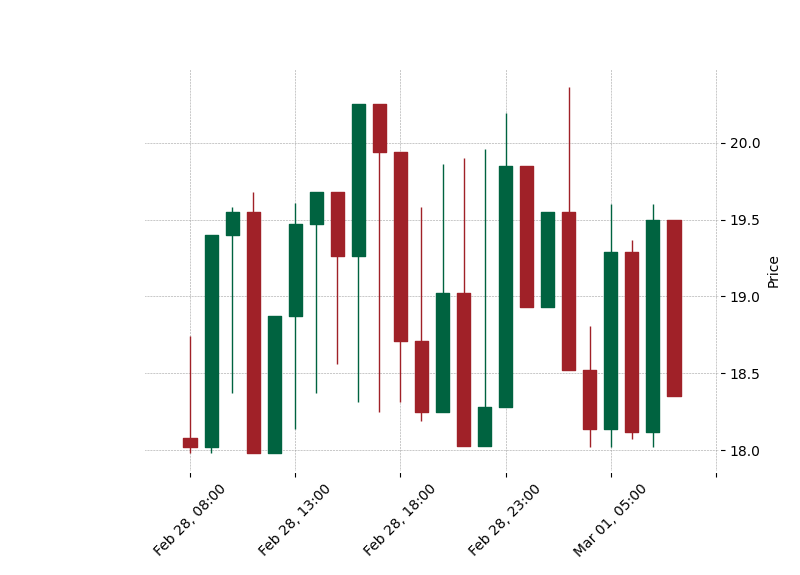 20.0
19.5
19.0
18.5
18.0
Price
Feb 28, 08:00
Feb 28, 13:00
Feb 28, 18:00
Feb 28, 23:00
Mar 01, 05:00